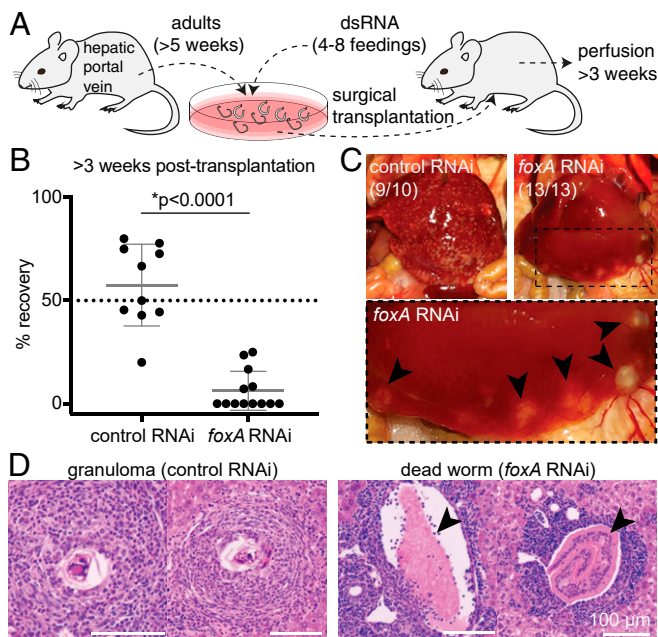 A
adults
(>5 weeks)
dsRNA
(4-8 feedings)
hepatic
portal
vein
surgical
transplantation
perfusion
>3 weeks
B
>3 weeks post-transplantation
*p<0.0001
100
50
0
% recovery
control RNAi
foxA RNAi
C
control RNAi
(9/10)
foxA RNAi
(13/13)
foxA RNAi
D
granuloma (control RNAi)
dead worm (foxA RNAi)
100 µm